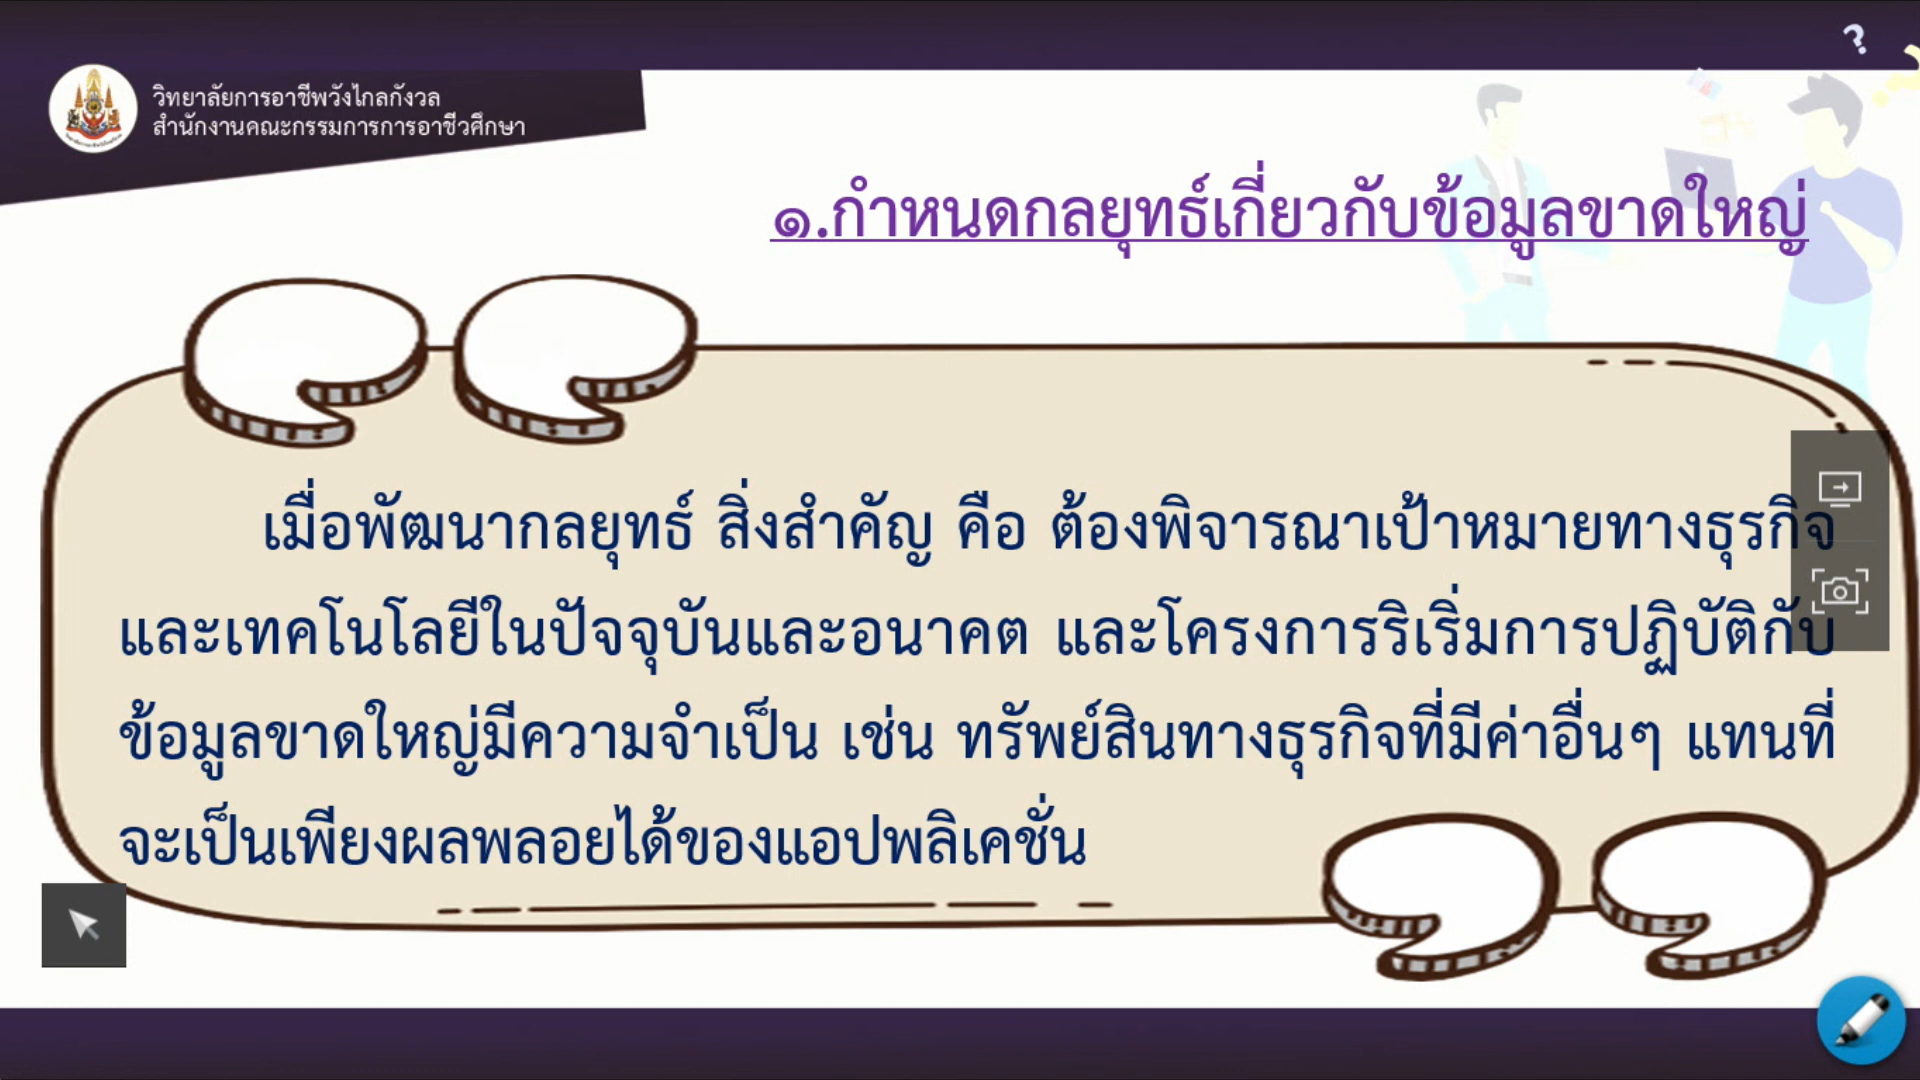 วิทยาลัยการอาชีพวังไกลกังวล
สำนักงานคณะกรรมการการอาชีวศึกษา
๑.กำหนดกลยุทธ์เกี่ยวกับข้อมูลขาดใหญ่
เมื่อพัฒนากลยุทธ์ สิ่งสำคัญ คือ ต้องพิจารณาเป้าหมายทางธุรกิจ
และเทคโนโลยีในปัจจุบันและอนาคต และโครงการริเริ่มการปฏิบัติกับ
ข้อมูลขาดใหญ่มีความจำเป็น เช่น ทรัพย์สินทางธุรกิจที่มีค่าอื่นๆ แทนที่
จะเป็นเพียงผลพลอยได้ของแอปพลิเคชั่น